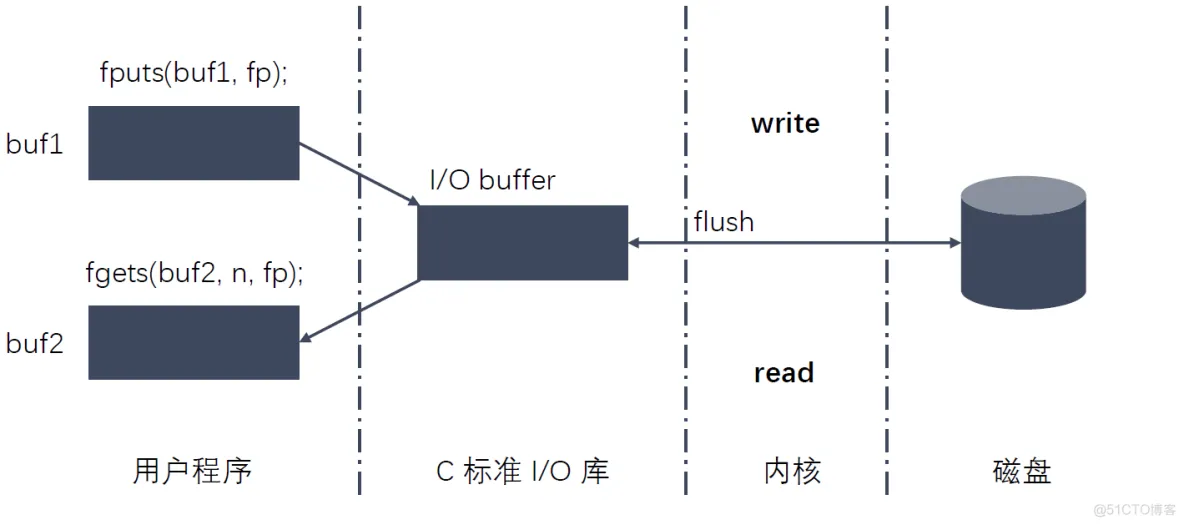 fputs(buf1, fp);
buf1
write
I/O buffer
flush
fgets(buf2, n, fp);
buf2
read
用户程序
C 标准 I/O 库
内核
磁盘
@51CTO博客